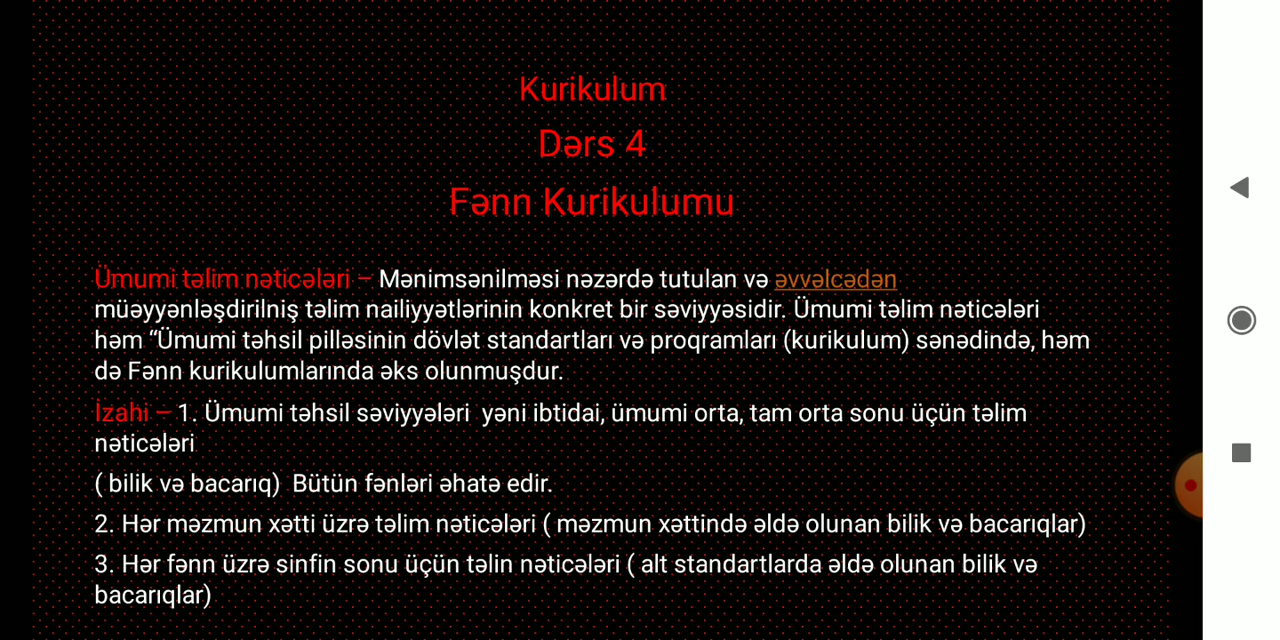 Kurikulum
Dərs 4
Fənn Kurikulumu
Ümumi təlim nəticələri – Mənimsənilməsi nəzərdə tutulan və əvvəlcədən
müəyyənləşdirilniş təlim nailiyyətlərinin konkret bir səviyyəsidir. Ümumi təlim nəticələri
həm “Ümumi təhsil pilləsinin dövlət standartları və proqramları (kurikulum) sənədində, həm
də Fənn kurikulumlarında əks olunmuşdur.
İzahi – 1. Ümumi təhsil səviyyələri  yəni ibtidai, ümumi orta, tam orta sonu üçün təlim
nəticələri
( bilik və bacarıq)  Bütün fənləri əhatə edir.
2. Hər məzmun xətti üzrə təlim nəticələri ( məzmun xəttində əldə olunan bilik və bacarıqlar)
3. Hər fənn üzrə sinfin sonu üçün təlin nəticələri ( alt standartlarda əldə olunan bilik və
bacarıqlar)